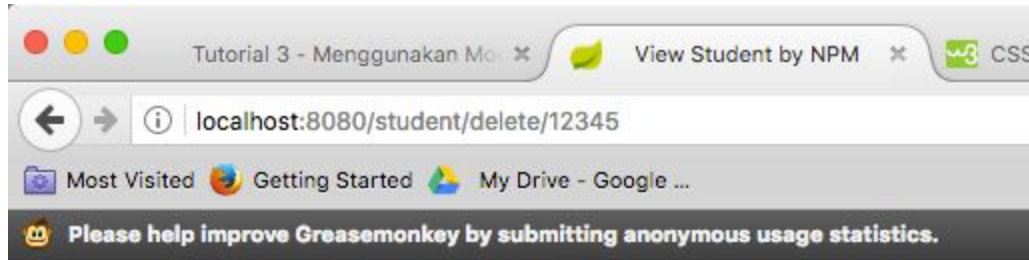 Tutorial 3 - Menggunakan Mo
View Student by NPM
CSS
localhost:8080/student/delete/12345
Most Visited
Getting Started
My Drive - Google ...
Please help improve Greasemonkey by submitting anonymous usage statistics.